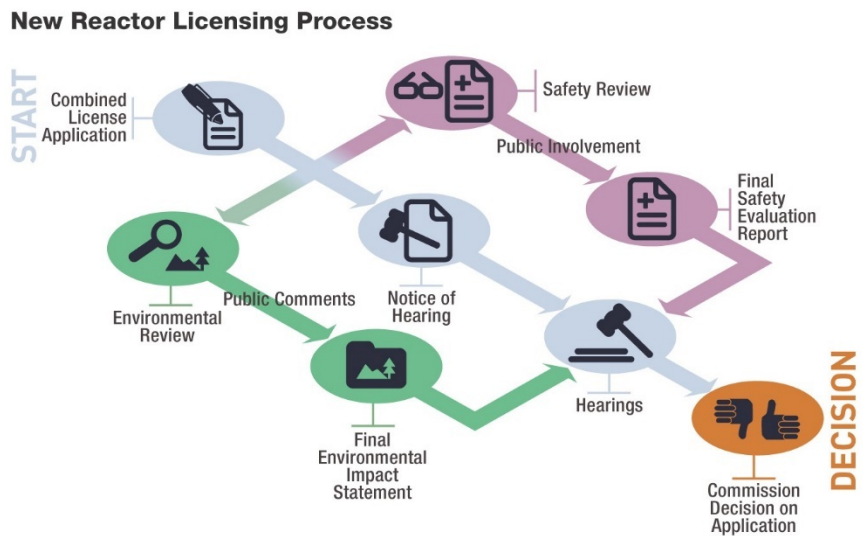 New Reactor Licensing Process
START
Combined
License
Application
Safety Review
Public Involvement
Final
Safety
Evaluation
Report
Environmental
Review
Public Comments
Notice of
Hearing
Hearings
Final
Environmental
Impact
Statement
DECISION
Commission
Decision on
Application